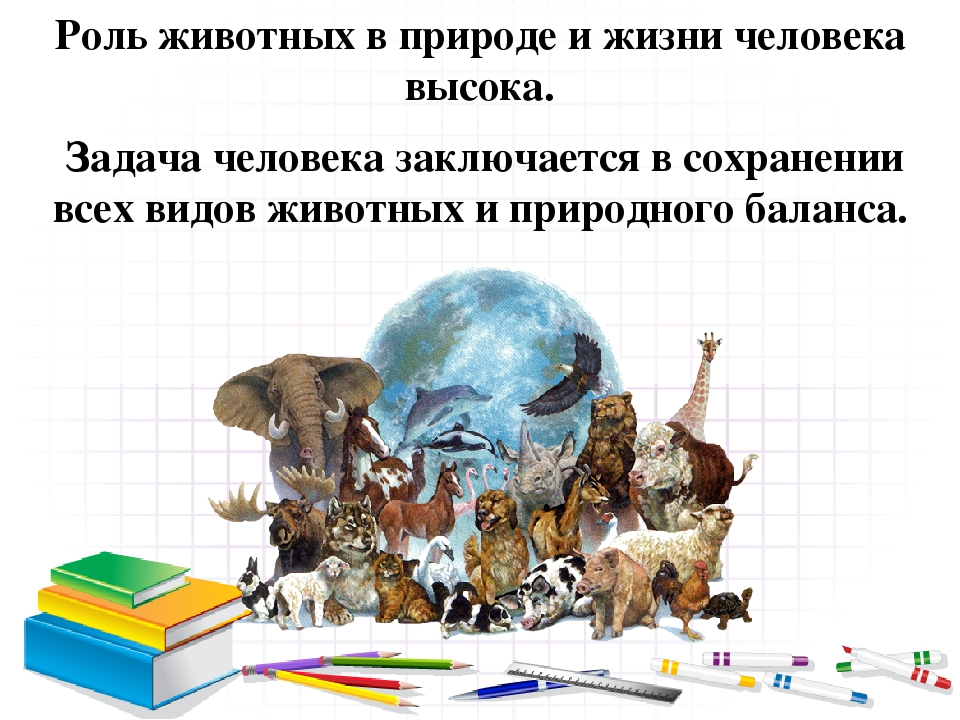 Роль животных в природе и жизни человека
высока.
Задача человека заключается в сохранении
всех видов животных и природного баланса.